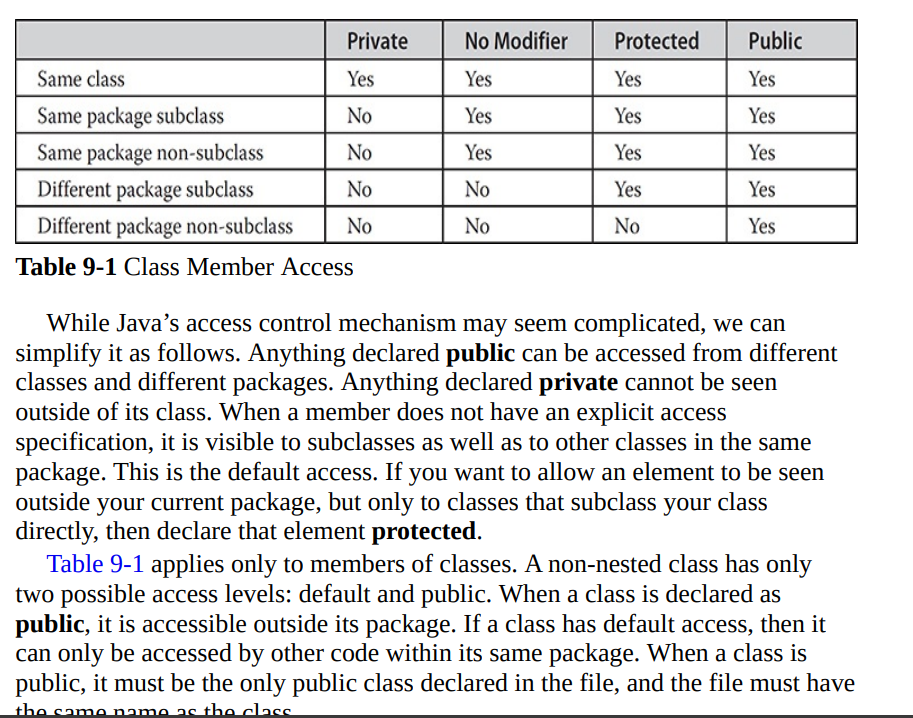 Private No Modifier Protected Public
Same class Yes Yes Yes Yes
Same package subclass No Yes Yes Yes
Same package non-subclass No Yes Yes Yes
Different package subclass No No Yes Yes
Different package non-subclass No No No Yes
Table 9-1 Class Member Access
While Java’s access control mechanism may seem complicated, we can
simplify it as follows. Anything declared public can be accessed from different
classes and different packages. Anything declared private cannot be seen
outside of its class. When a member does not have an explicit access
specification, it is visible to subclasses as well as to other classes in the same
package. This is the default access. If you want to allow an element to be seen
outside your current package, but only to classes that subclass your class
directly, then declare that element protected.
Table 9-1 applies only to members of classes. A non-nested class has only
two possible access levels: default and public. When a class is declared as
public, it is accessible outside its package. If a class has default access, then it
can only be accessed by other code within its same package. When a class is
public, it must be the only public class declared in the file, and the file must have
the same name as the class